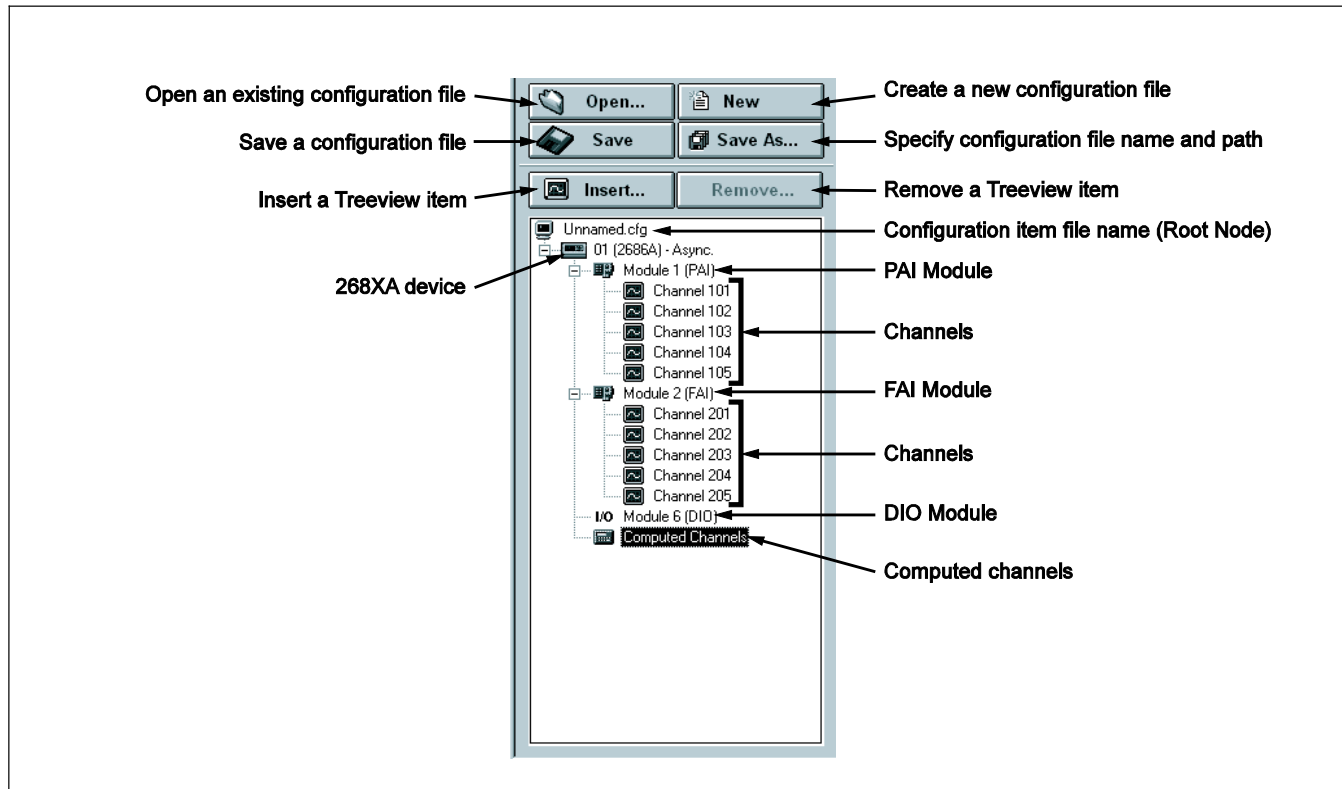 Open an existing configuration file
Open...
New
Create a new configuration file
Save a configuration file
Save
Save As...
Specify configuration file name and path
Insert a Treeview item
Insert...
Remove...
Remove a Treeview item
Unnamed.cfg
Configuration item file name (Root Node)
01 (2686A) - Async.
268XA device
Module 1 (PAI)
PAI Module
Channel 101
Channel 102
Channel 103
Channels
Channel 104
Channel 105
Module 2 (FAI)
FAI Module
Channel 201
Channel 202
Channel 203
Channels
Channel 204
Channel 205
I/O Module 6 (DIO)
DIO Module
Computed Channels
Computed channels